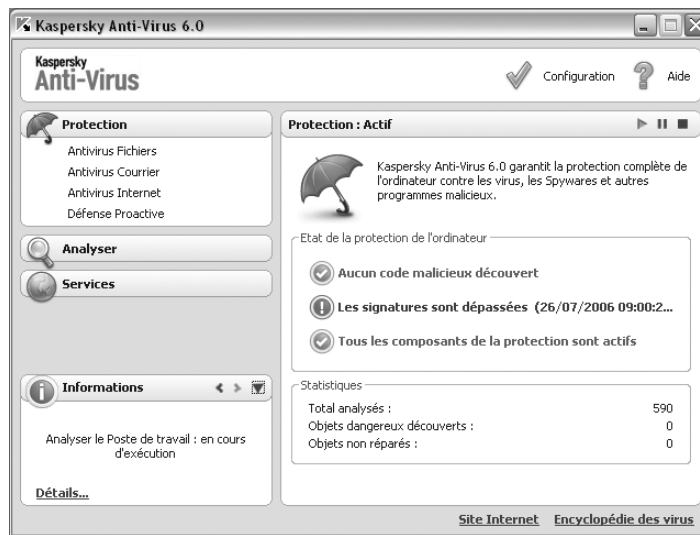 Kaspersky Anti-Virus 6.0
Kaspersky
Anti-Virus
Configuration
Aide
Protection
Antivirus Fichiers
Antivirus Courrier
Antivirus Internet
Défense Proactive
Analyser
Services
Informations
Analyser le Poste de travail : en cours
d'exécution
Détails...
Protection : Actif
Kaspersky Anti-Virus 6.0 garantit la protection complète de
l'ordinateur contre les virus, les Spywares et autres
programmes malicieux.
Etat de la protection de l'ordinateur
Aucun code malicieux découvert
Les signatures sont dépassées (26/07/2006 09:00:2...
Tous les composants de la protection sont actifs
Statistiques
Total analysés : 590
Objets dangereux découverts : 0
Objets non réparés : 0
Site Internet Encyclopédie des virus